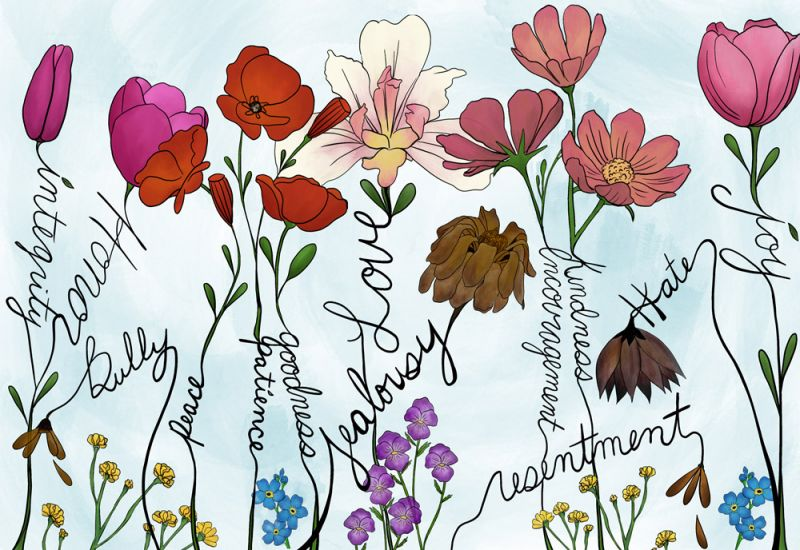 integrity
Honor
Bully
peace
patience
goodness
Love
Jealousy
Encouragement
Kindness
Hate
resentment
Joy